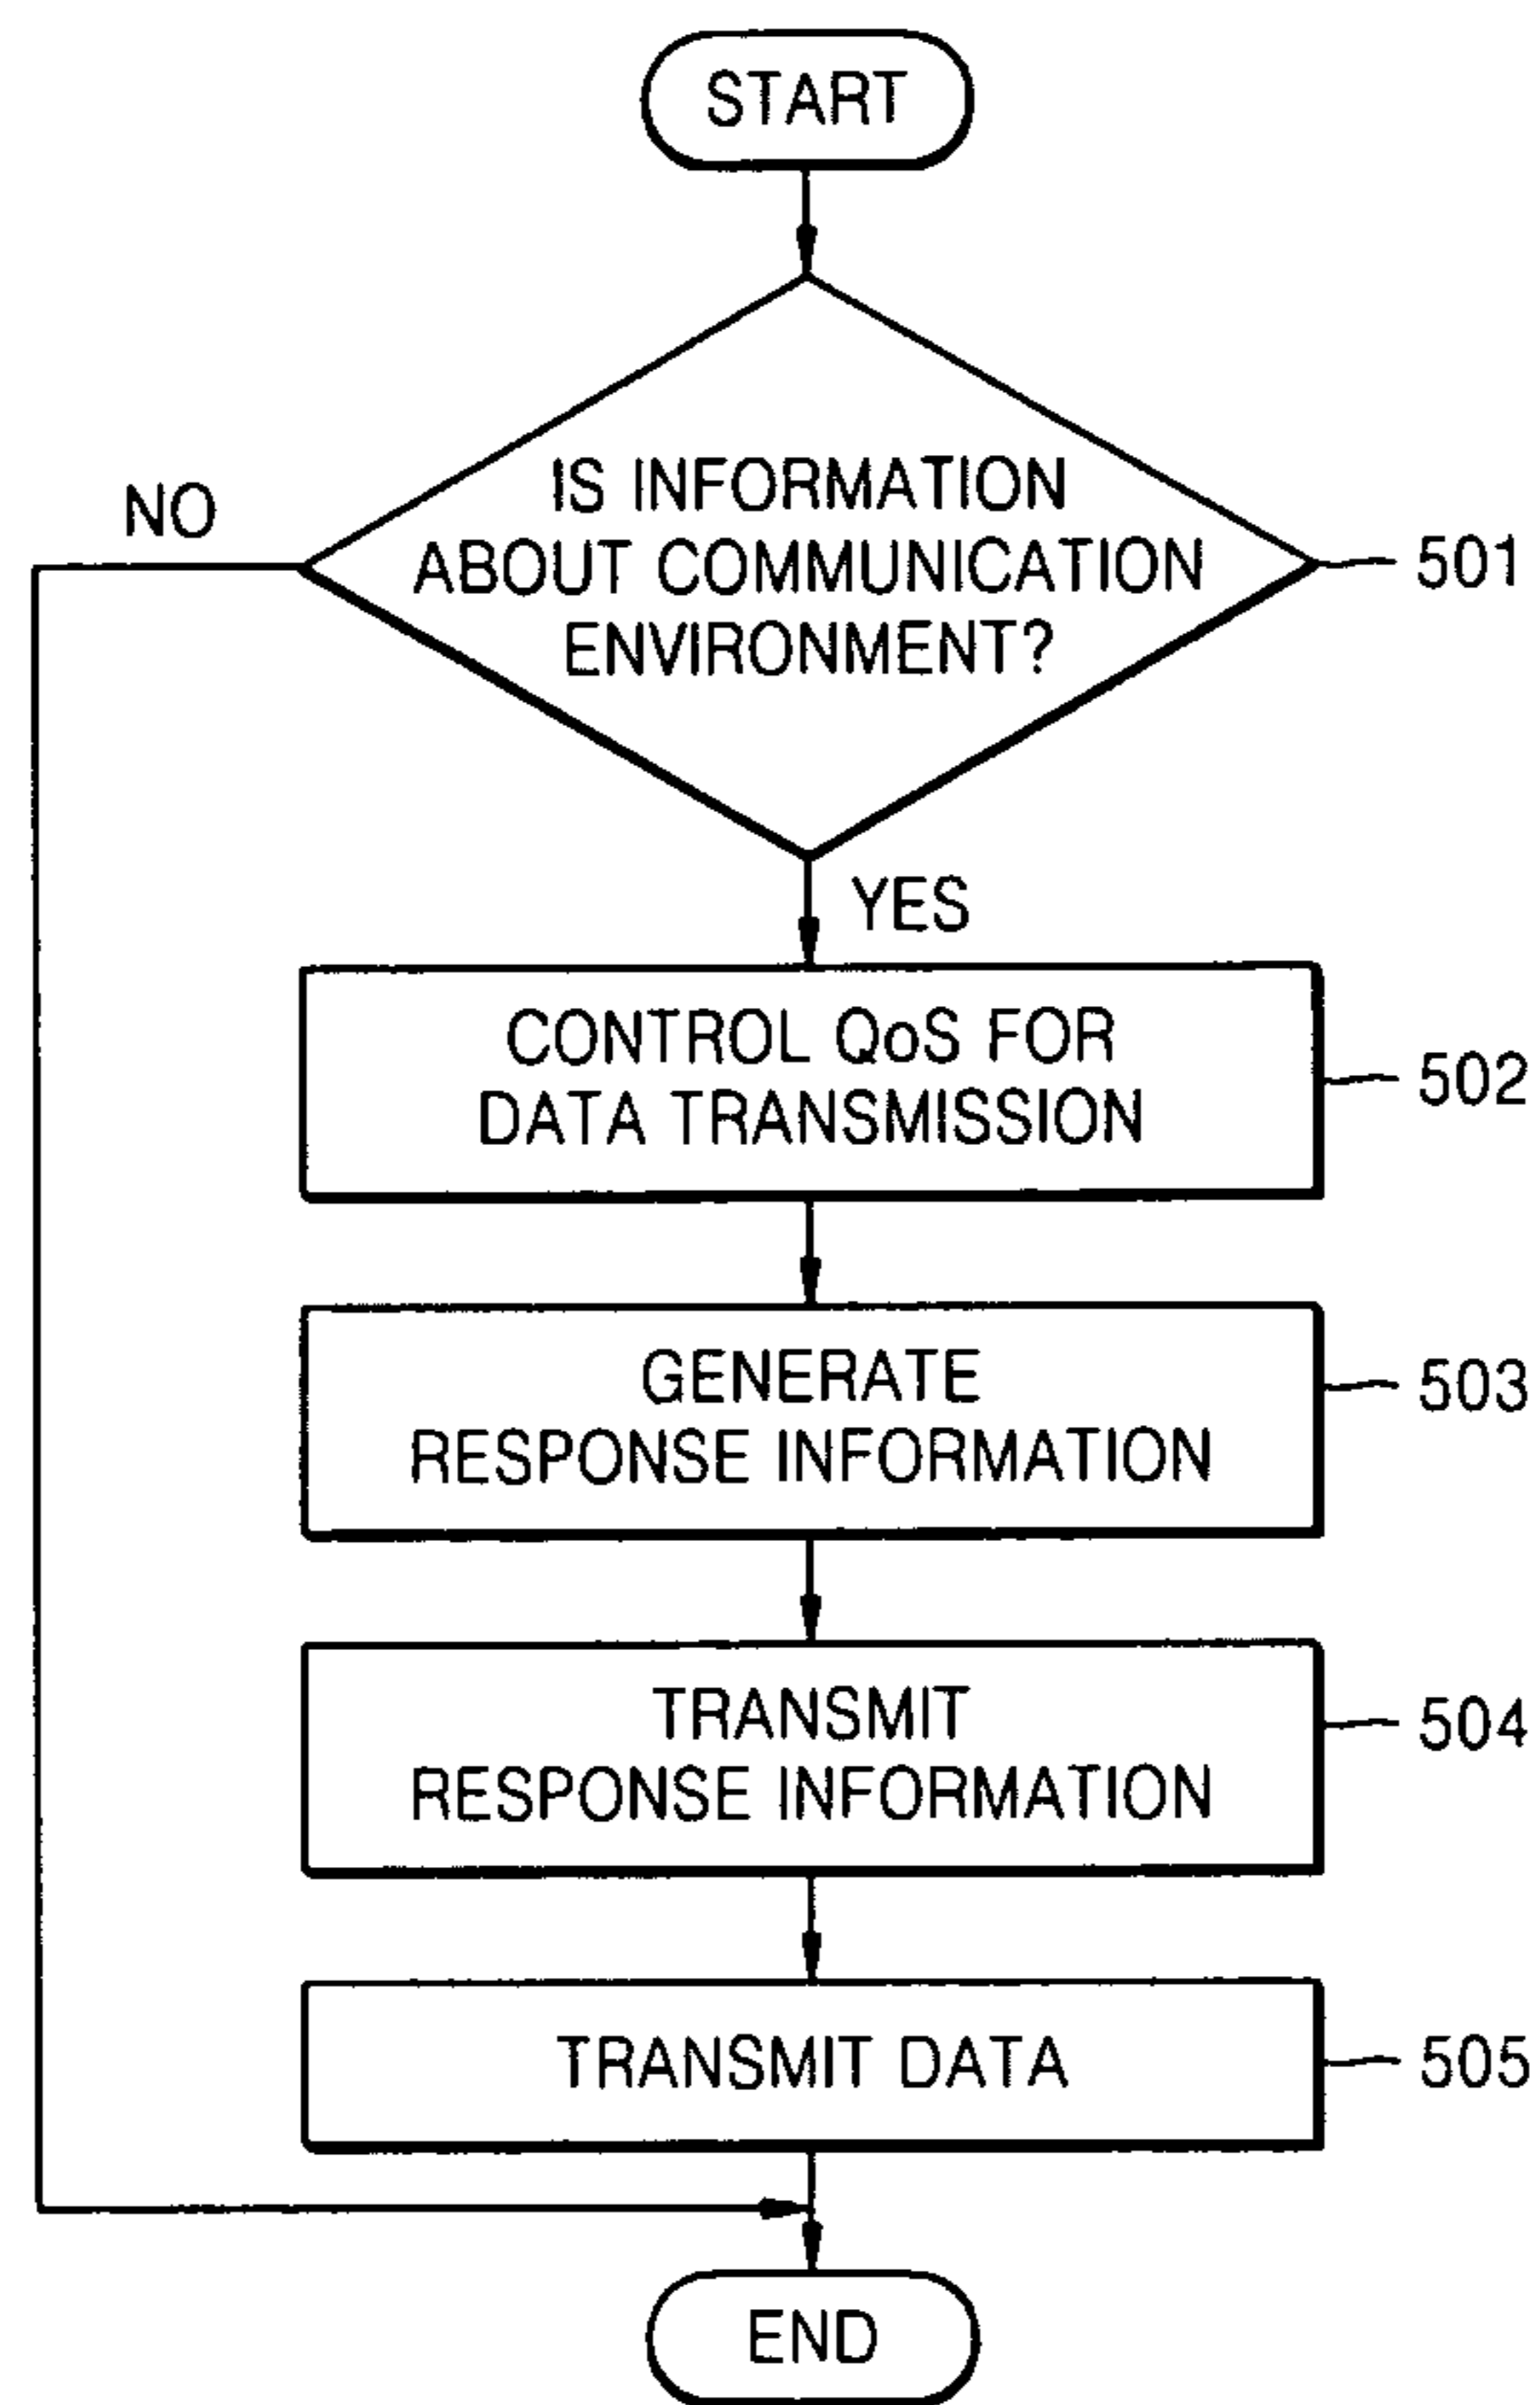 START
IS INFORMATION
ABOUT COMMUNICATION
ENVIRONMENT?
501
NO
YES
CONTROL QoS FOR
DATA TRANSMISSION
502
GENERATE
RESPONSE INFORMATION
503
TRANSMIT
RESPONSE INFORMATION
504
TRANSMIT DATA
505
END